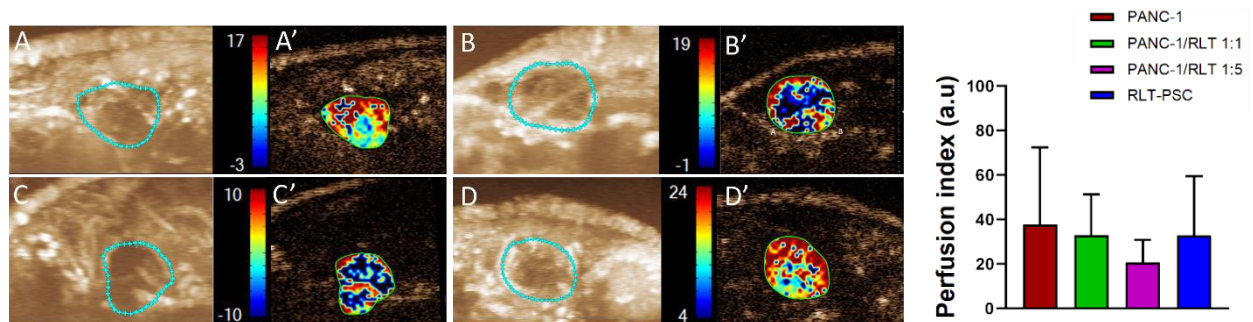 A
17
-3
A'
B
19
-1
B'
A
B
C
10
-10
C'
D
24
4
D'
PANC-1
PANC-1/RLT 1:1
PANC-1/RLT 1:5
RLT-PSC
Perfusion index (a.u)
100
80
60
40
20
0